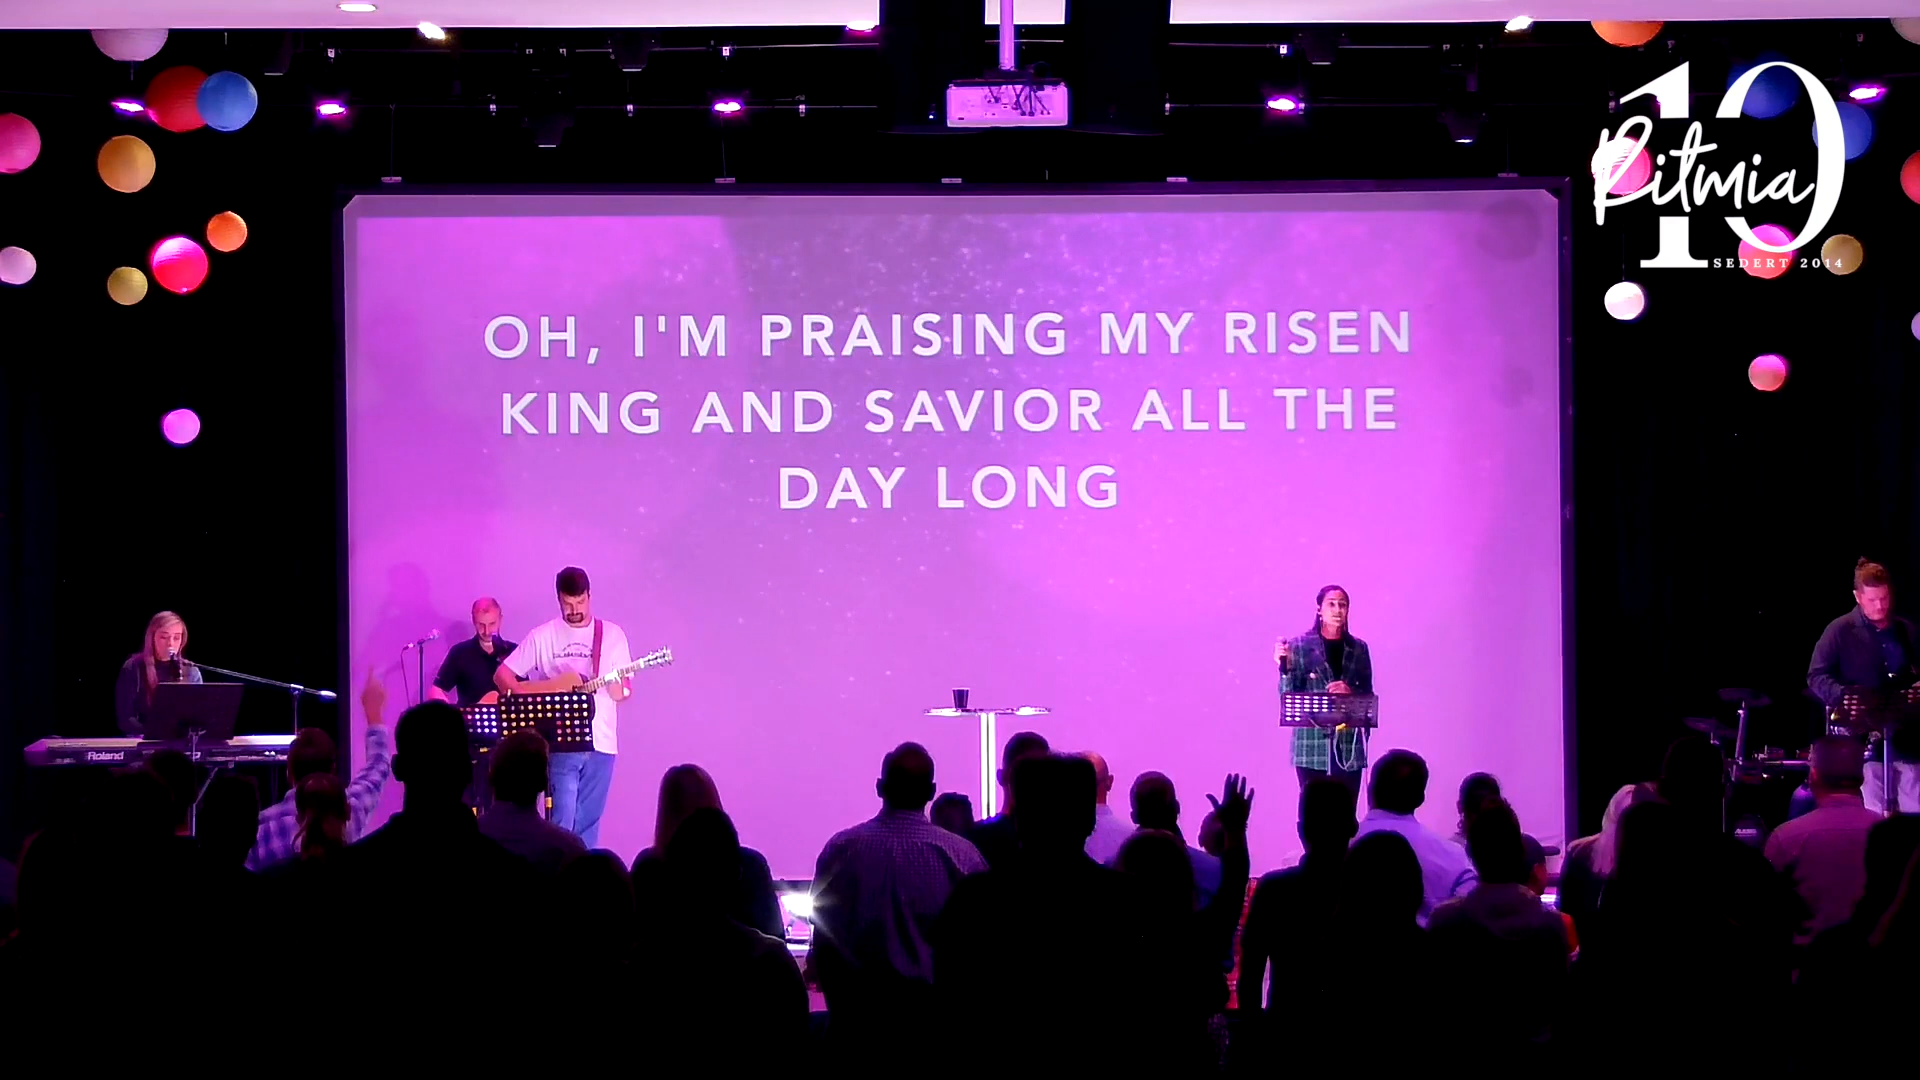 10
Ritmia
SEDERT 2014
OH, I'M PRAISING MY RISEN
KING AND SAVIOR ALL THE
DAY LONG
Roland